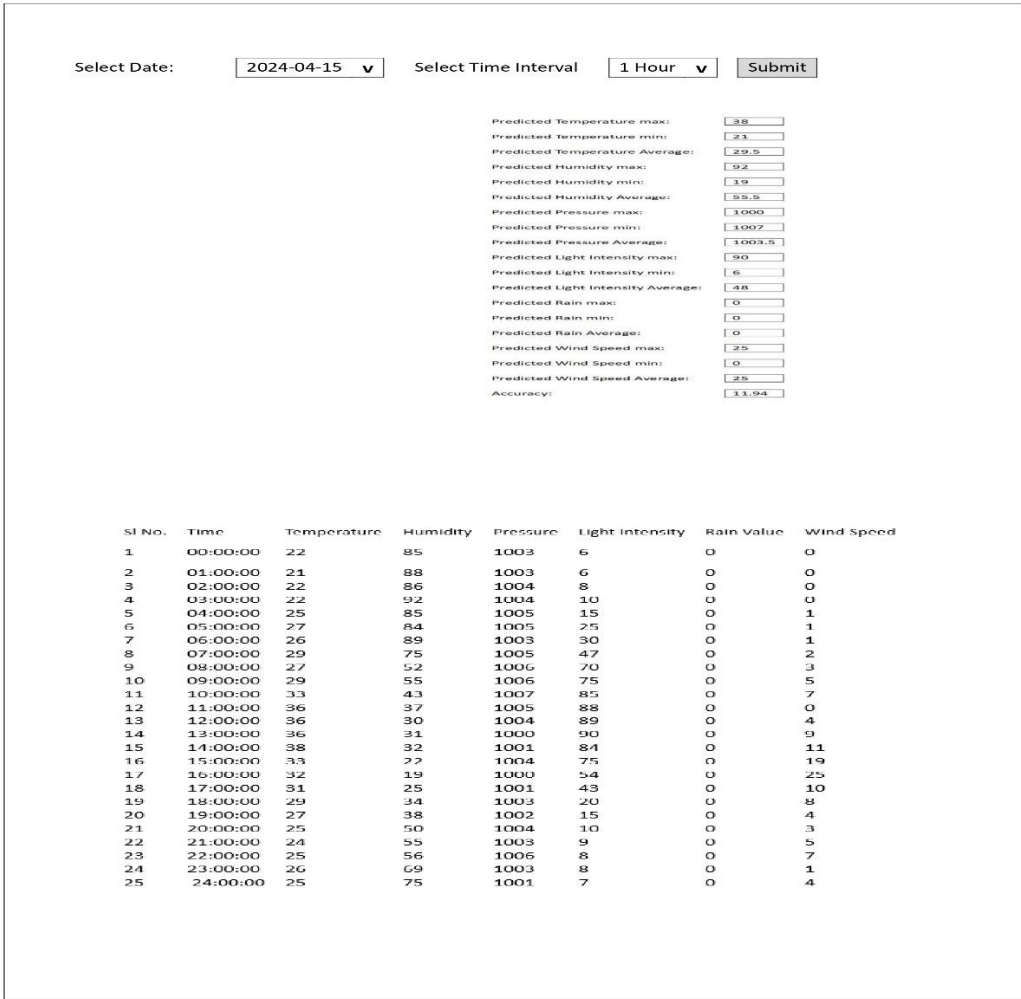 Select Date: 2024-04-15 v Select Time Interval 1 Hour v Submit
Predicted Temperature max: 38
Predicted Temperature min: 21
Predicted Temperature Average: 29.5
Predicted Humidity max: 92
Predicted Humidity min: 19
Predicted Humidity Average: 55.5
Predicted Pressure max: 1000
Predicted Pressure min: 1007
Predicted Pressure Average: 1003.5
Predicted Light Intensity max: 90
Predicted Light Intensity min: 6
Predicted Light Intensity Average: 48
Predicted Rain max: 0
Predicted Rain min: 0
Predicted Rain Average: 0
Predicted Wind Speed max: 25
Predicted Wind Speed min: 0
Predicted Wind Speed Average: 25
Accuracy: 11.94
Sl No. Time Temperature Humidity Pressure Light Intensity Rain Value Wind Speed
1 00:00:00 22 85 1003 6 0 0
2 01:00:00 21 88 1003 6 0 0
3 02:00:00 22 86 1004 8 0 0
4 03:00:00 22 92 1004 10 0 0
5 04:00:00 25 85 1005 15 0 1
6 05:00:00 27 84 1005 25 0 1
7 06:00:00 26 89 1003 30 0 1
8 07:00:00 29 75 1005 47 0 2
9 08:00:00 27 52 1006 70 0 3
10 09:00:00 29 55 1006 75 0 5
11 10:00:00 33 43 1007 85 0 7
12 11:00:00 36 37 1005 88 0 0
13 12:00:00 36 30 1004 89 0 4
14 13:00:00 36 31 1000 90 0 9
15 14:00:00 38 32 1001 84 0 11
16 15:00:00 33 22 1004 75 0 19
17 16:00:00 32 19 1000 54 0 25
18 17:00:00 31 25 1001 43 0 10
19 18:00:00 29 34 1003 20 0 8
20 19:00:00 27 38 1002 15 0 4
21 20:00:00 25 50 1004 10 0 3
22 21:00:00 24 55 1003 9 0 5
23 22:00:00 25 56 1006 8 0 7
24 23:00:00 26 69 1003 8 0 1
25 24:00:00 25 75 1001 7 0 4